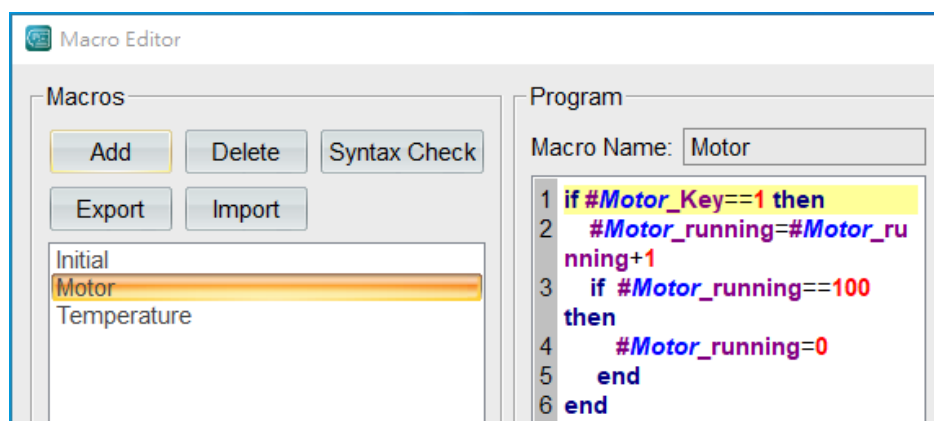 Macro Editor
Macros
Add Delete Syntax Check
Export Import
Initial
Motor
Temperature
Program
Macro Name: Motor
1 if #Motor_Key==1 then
2 #Motor_running=#Motor_ru
nning+1
3 if #Motor_running==100
then
4 #Motor_running=0
5 end
6 end